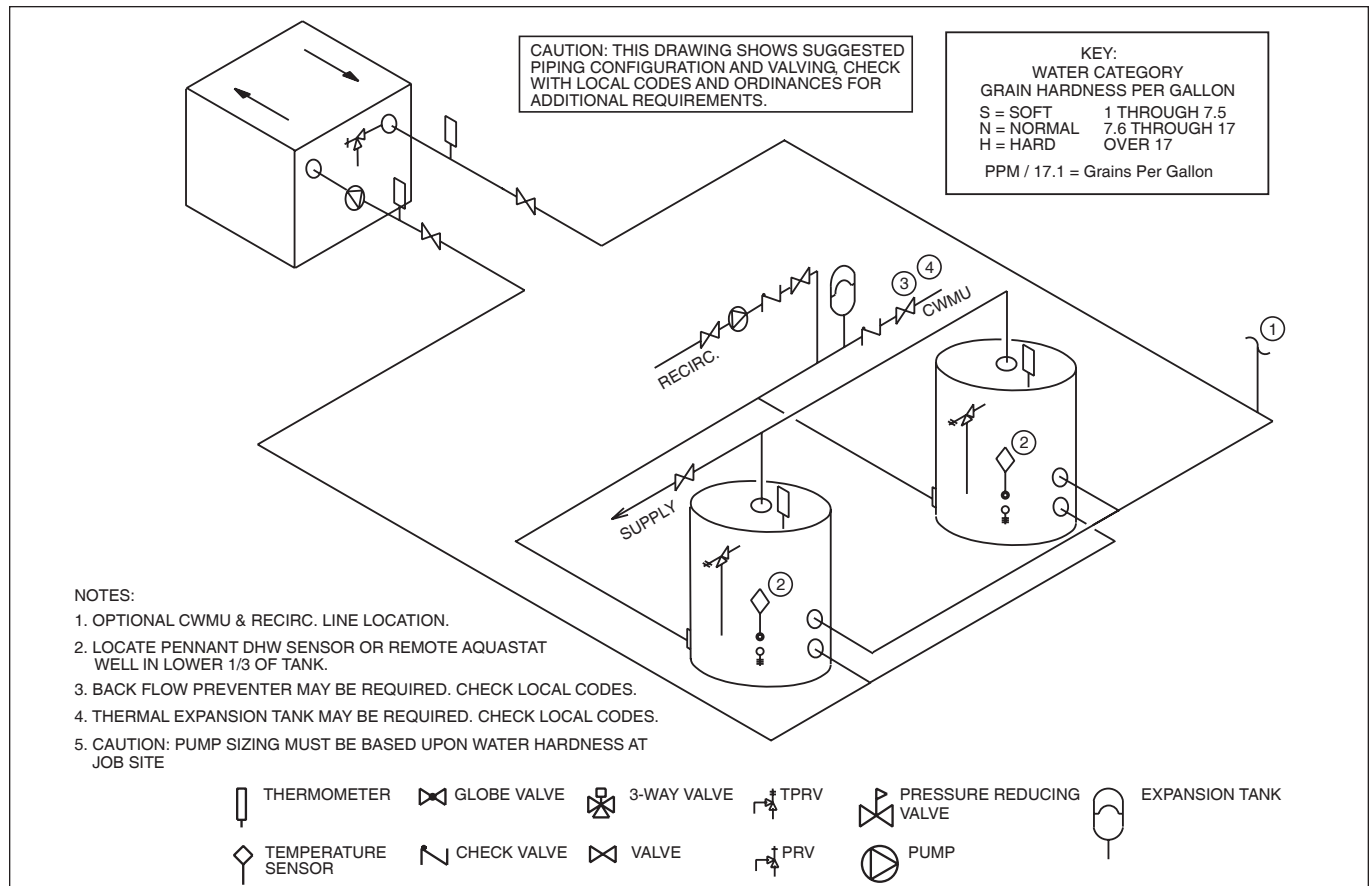 CAUTION: THIS DRAWING SHOWS SUGGESTED
PIPING CONFIGURATION AND VALVING, CHECK
WITH LOCAL CODES AND ORDINANCES FOR
ADDITIONAL REQUIREMENTS.
KEY:
WATER CATEGORY
GRAIN HARDNESS PER GALLON
S = SOFT 1 THROUGH 7.5
N = NORMAL 7.6 THROUGH 17
H = HARD OVER 17
PPM / 17.1 = Grains Per Gallon
3
4
CWMU
1
RECIRC.
2
SUPPLY
2
NOTES:
1. OPTIONAL CWMU & RECIRC. LINE LOCATION.
2. LOCATE PENNANT DHW SENSOR OR REMOTE AQUASTAT
WELL IN LOWER 1/3 OF TANK.
3. BACK FLOW PREVENTER MAY BE REQUIRED. CHECK LOCAL CODES.
4. THERMAL EXPANSION TANK MAY BE REQUIRED. CHECK LOCAL CODES.
5. CAUTION: PUMP SIZING MUST BE BASED UPON WATER HARDNESS AT
JOB SITE
THERMOMETER
GLOBE VALVE
3-WAY VALVE
TPRV
PRESSURE REDUCING
VALVE
EXPANSION TANK
TEMPERATURE
SENSOR
CHECK VALVE
VALVE
PRV
PUMP